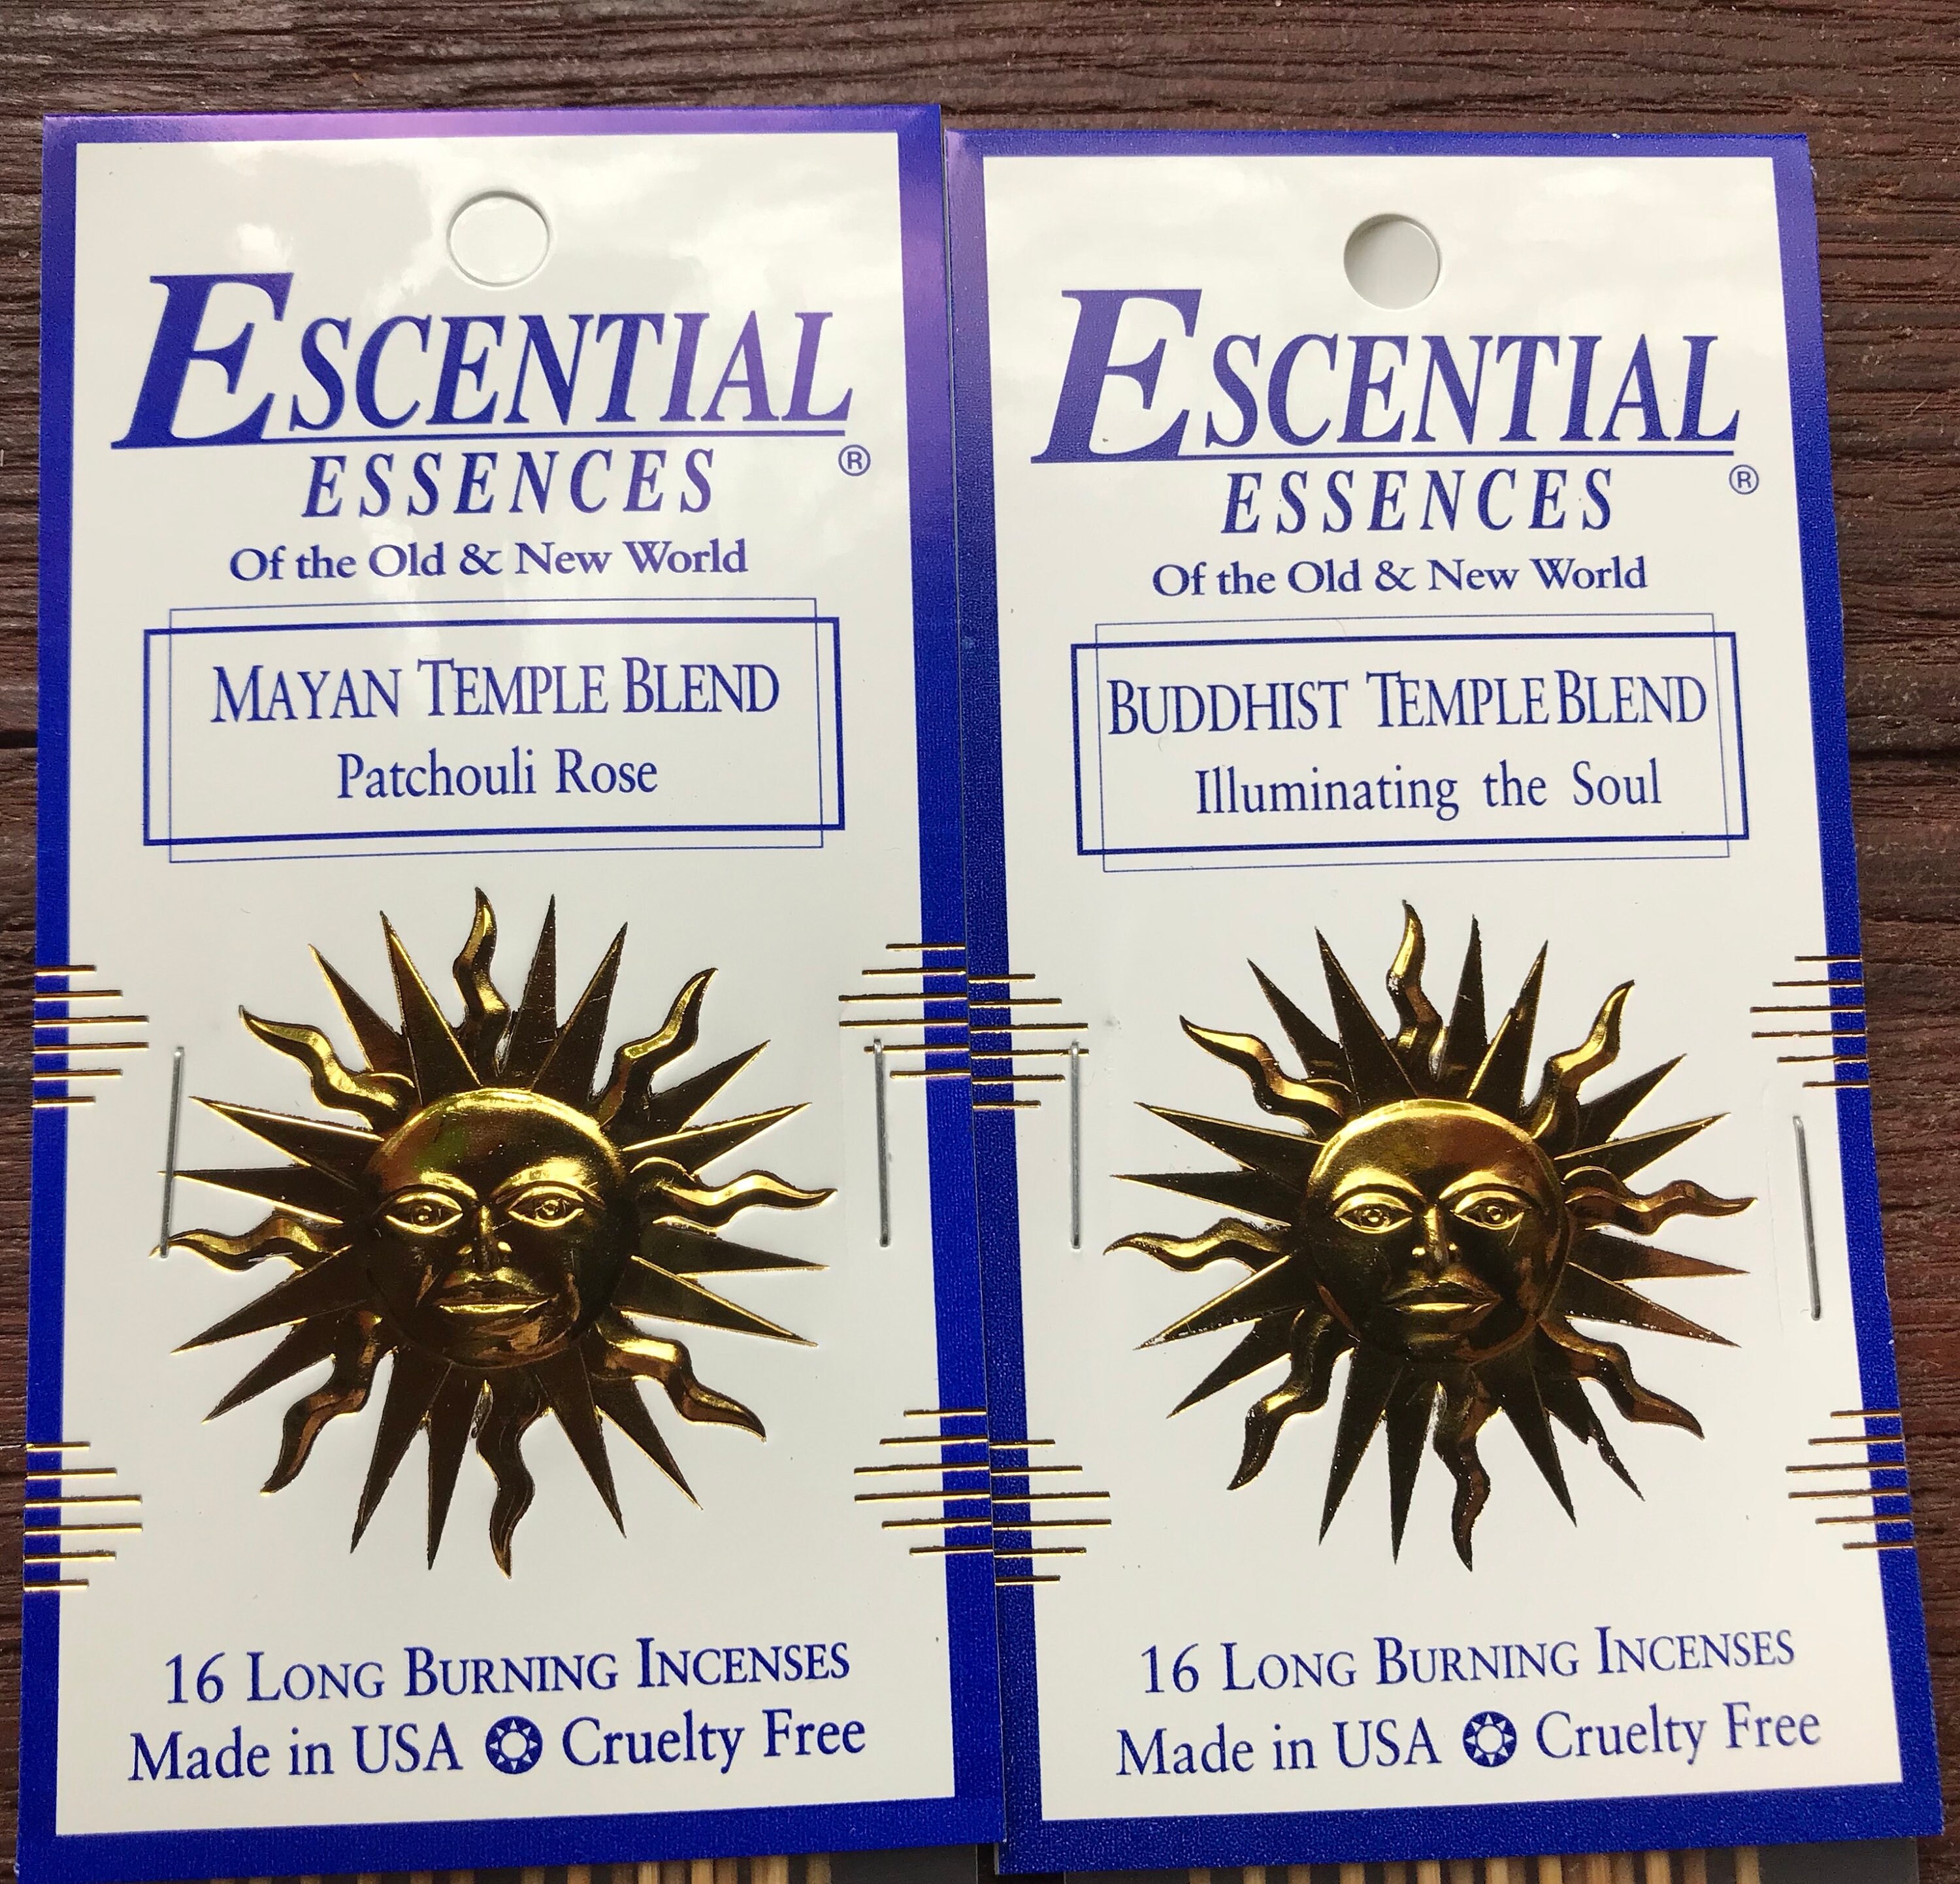 ESCENTIAL
ESSENCES ®
Of the Old & New World
MAYAN TEMPLE BLEND
Patchouli Rose
16 LONG BURNING INCENSES
Made in USA Cruelty Free
ESCENTIAL
ESSENCES ®
Of the Old & New World
BUDDHIST TEMPLE BLEND
Illuminating the Soul
16 LONG BURNING INCENSES
Made in USA Cruelty Free